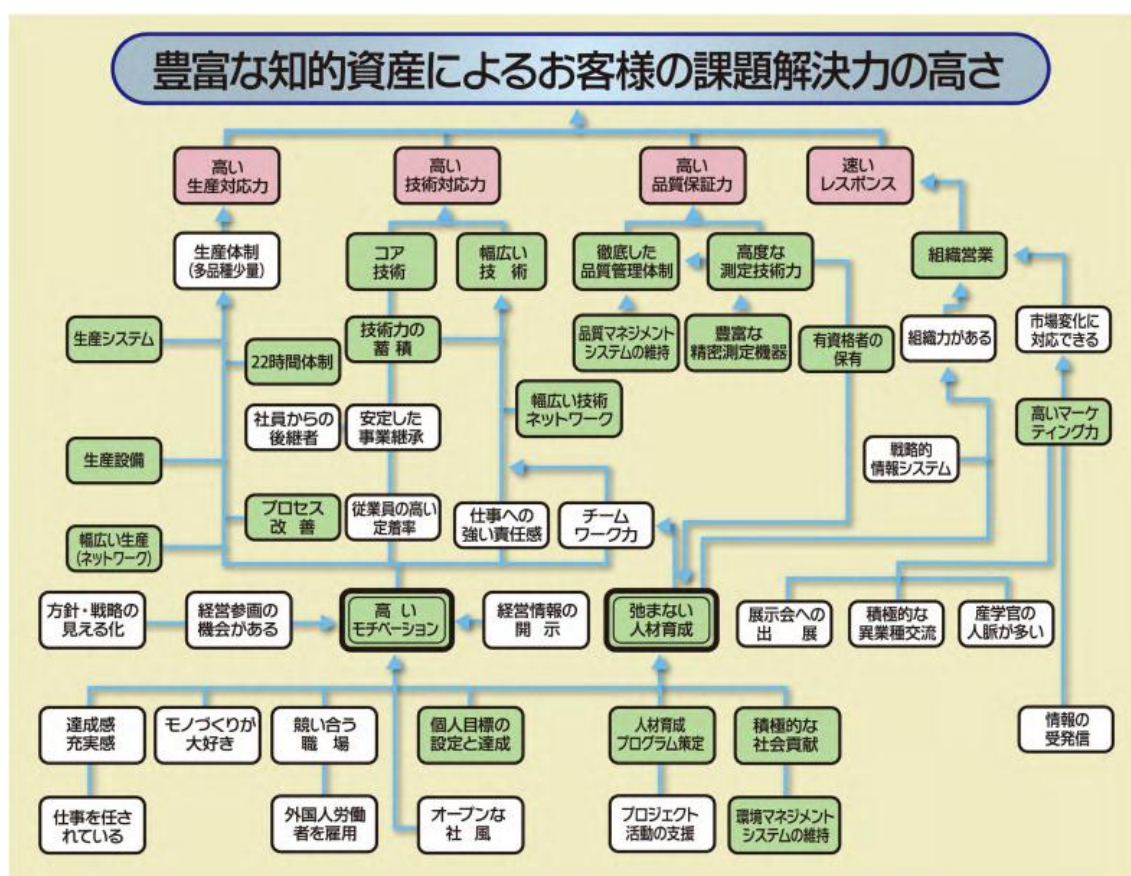 豊富な知的資産によるお客様の課題解決力の高さ
高い
生産対応力
高い
技術対応力
高い
品質保証力
速い
レスポンス
生産体制
(多品種少量)
コア
技術
幅広い
技術
徹底した
品質管理体制
高度な
測定技術力
組織営業
生産システム
22時間体制
技術力の
蓄積
品質マネジメント
システムの維持
豊富な
精密測定機器
有資格者の
保有
組織力がある
市場変化に
対応できる
社員からの
後継者
安定した
事業継承
幅広い技術
ネットワーク
高いマーケ
ティング力
生産設備
戦略的
情報システム
プロセス
改善
従業員の高い
定着率
仕事への
強い責任感
チーム
ワーク力
幅広い生産
(ネットワーク)
方針・戦略の
見える化
経営参画の
機会がある
高い
モチベーション
経営情報の
開示
弛まない
人材育成
展示会への
出展
積極的な
異業種交流
産学官の
人脈が多い
達成感
充実感
モノづくりが
大好き
競い合う
職場
個人目標の
設定と達成
人材育成
プログラム策定
積極的な
社会貢献
情報の
受発信
仕事を任さ
れている
外国人労働
者を雇用
オープンな
社風
プロジェクト
活動の支援
環境マネジメント
システムの維持